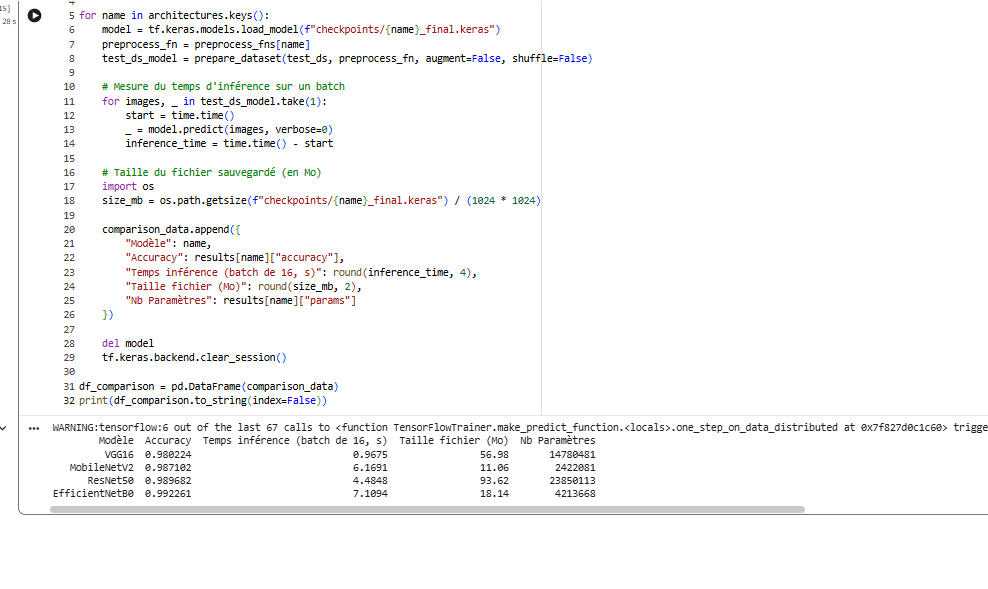 15]
28 s
4
5 for name in architectures.keys():
6     model = tf.keras.models.load_model(f"checkpoints/{name}_final.keras")
7     preprocess_fn = preprocess_fns[name]
8     test_ds_model = prepare_dataset(test_ds, preprocess_fn, augment=False, shuffle=False)
9
10     # Mesure du temps d'inférence sur un batch
11     for images, _ in test_ds_model.take(1):
12         start = time.time()
13         _ = model.predict(images, verbose=0)
14         inference_time = time.time() - start
15
16     # Taille du fichier sauvegardé (en Mo)
17     import os
18     size_mb = os.path.getsize(f"checkpoints/{name}_final.keras") / (1024 * 1024)
19
20     comparison_data.append({
21         "Modèle": name,
22         "Accuracy": results[name]["accuracy"],
23         "Temps inférence (batch de 16, s)": round(inference_time, 4),
24         "Taille fichier (Mo)": round(size_mb, 2),
25         "Nb Paramètres": results[name]["params"]
26     })
27
28     del model
29     tf.keras.backend.clear_session()
30
31 df_comparison = pd.DataFrame(comparison_data)
32 print(df_comparison.to_string(index=False))
WARNING:tensorflow:6 out of the last 67 calls to <function TensorFlowTrainer.make_predict_function.<locals>.one_step_on_data_distributed at 0x7f827d0c1c60> trigge
Modèle Accuracy Temps inférence (batch de 16, s) Taille fichier (Mo) Nb Paramètres
VGG16 0.980224 0.9675 56.98 14780481
MobileNetV2 0.987102 6.1691 11.06 2422081
ResNet50 0.989682 4.4848 93.62 23850113
EfficientNetB0 0.992261 7.1094 18.14 4213668